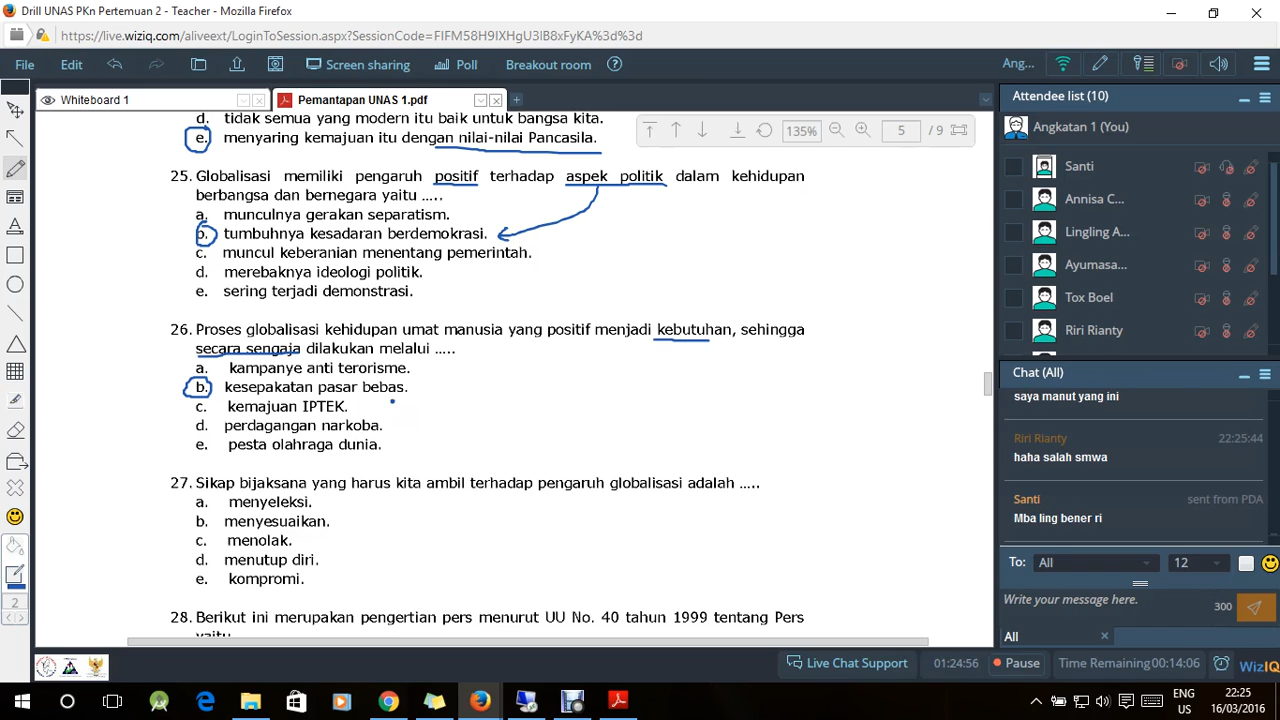 Drill UNAS PKn Pertemuan 2 - Teacher - Mozilla Firefox
https://live.wiziq.com/aliveext/LoginToSession.aspx?SessionCode=FIFM58H9IXHgU3lB8xFyKA%3d%3d
File Edit Screen sharing Poll Breakout room Ang...
Whiteboard 1 Pemantapan UNAS 1.pdf
135% 5 / 9
d. tidak semua yang modern itu baik untuk bangsa kita.
e. menyaring kemajuan itu dengan nilai-nilai Pancasila.
25. Globalisasi memiliki pengaruh positif terhadap aspek politik dalam kehidupan
berbangsa dan bernegara yaitu .....
a. munculnya gerakan separatism.
b. tumbuhnya kesadaran berdemokrasi.
c. muncul keberanian menentang pemerintah.
d. merebaknya ideologi politik.
e. sering terjadi demonstrasi.
26. Proses globalisasi kehidupan umat manusia yang positif menjadi kebutuhan, sehingga
secara sengaja dilakukan melalui .....
a. kampanye anti terorisme.
b. kesepakatan pasar bebas.
c. kemajuan IPTEK.
d. perdagangan narkoba.
e. pesta olahraga dunia.
27. Sikap bijaksana yang harus kita ambil terhadap pengaruh globalisasi adalah .....
a. menyeleksi.
b. menyesuaikan.
c. menolak.
d. menutup diri.
e. kompromi.
28. Berikut ini merupakan pengertian pers menurut UU No. 40 tahun 1999 tentang Pers
yaitu
2
Attendee list (10)
Angkatan 1 (You)
Santi
Annisa C...
Lingling A...
Ayumasa...
Tox Boel
Riri Rianty
Chat (All)
saya manut yang ini
Riri Rianty 22:25:44
haha salah smwa
Santi sent from PDA
Mba ling bener ri
To: All 12
Write your message here. 300
All
Live Chat Support 01:24:56 Pause Time Remaining 00:14:06 WizIQ
ENG 22:25
US 16/03/2016